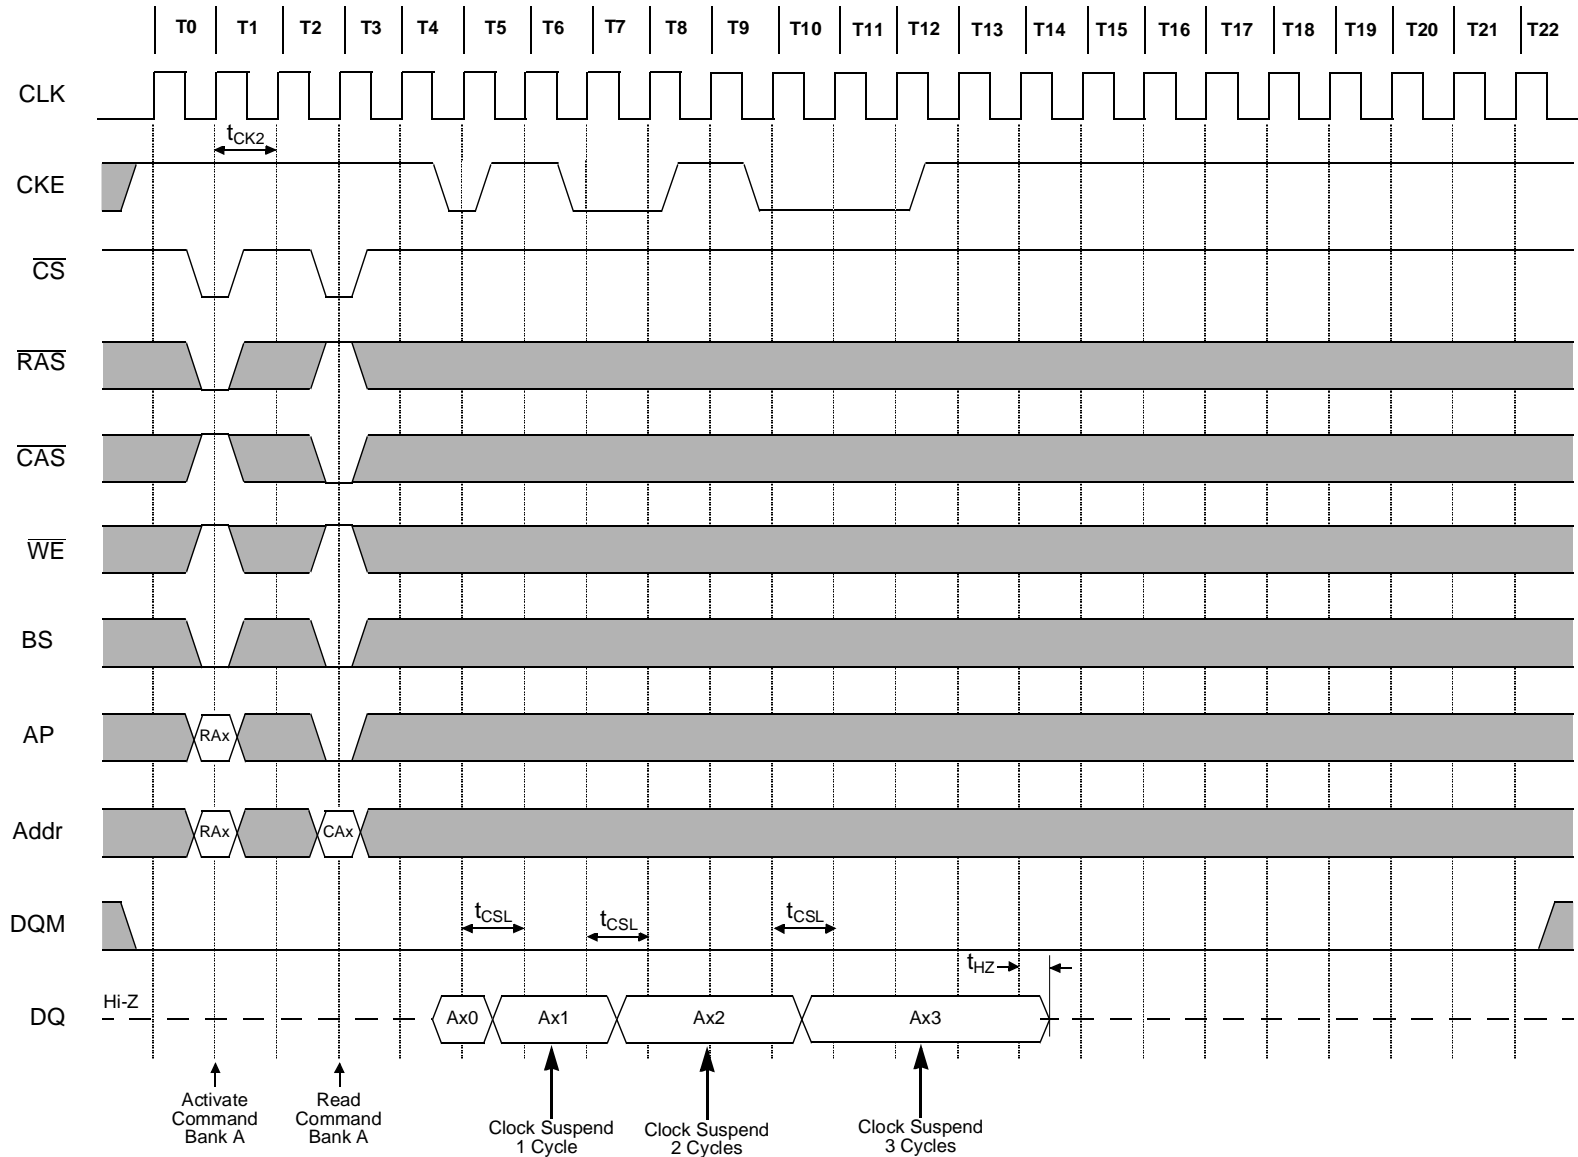 T0 T1 T2 T3 T4 T5 T6 T7 T8 T9 T10 T11 T12 T13 T14 T15 T16 T17 T18 T19 T20 T21 T22
CLK
tCK2
CKE
CS
RAS
CAS
WE
BS
AP
RAx
Addr
RAx CAx
DQM
tCSL tCSL tCSL
tHZ
DQ
Hi-Z
Ax0 Ax1 Ax2 Ax3
Activate
Command
Bank A
Read
Command
Bank A
Clock Suspend
1 Cycle
Clock Suspend
2 Cycles
Clock Suspend
3 Cycles